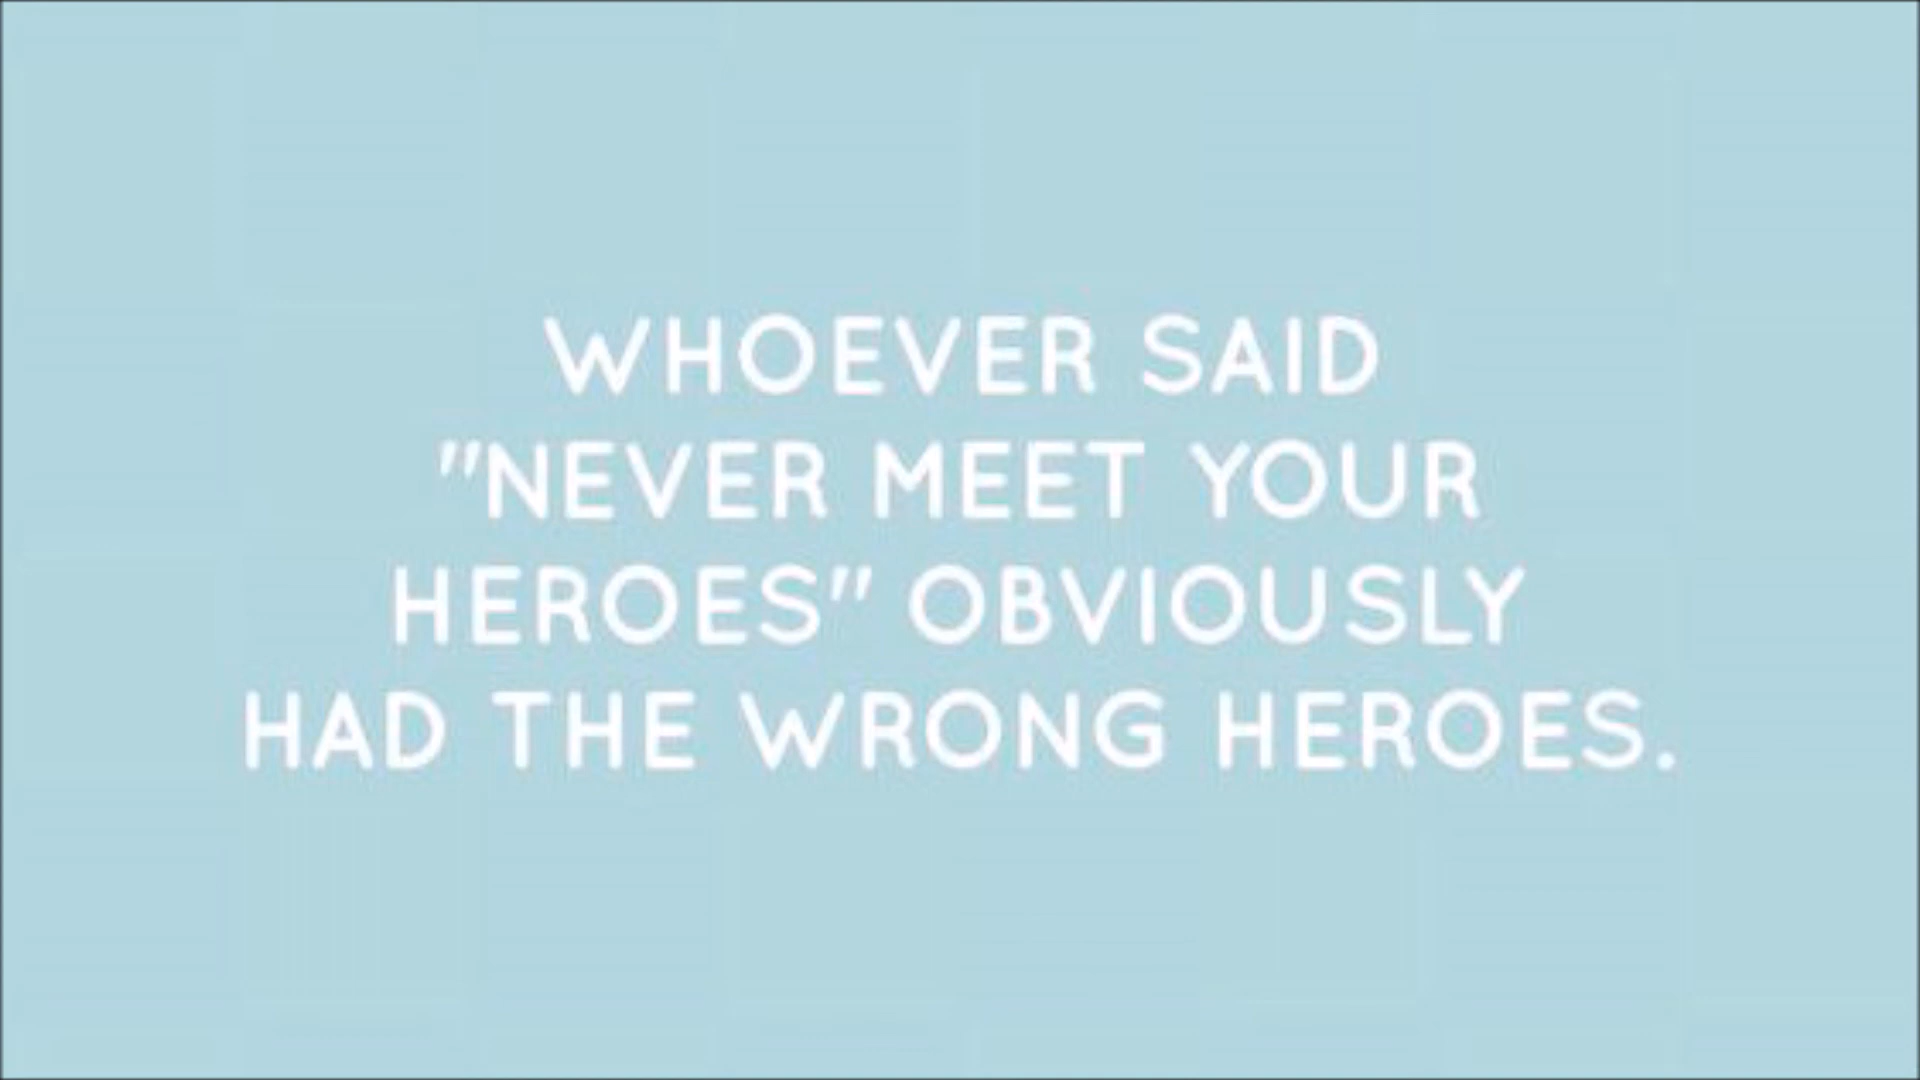 WHOEVER SAID
"NEVER MEET YOUR
HEROES" OBVIOUSLY
HAD THE WRONG HEROES.